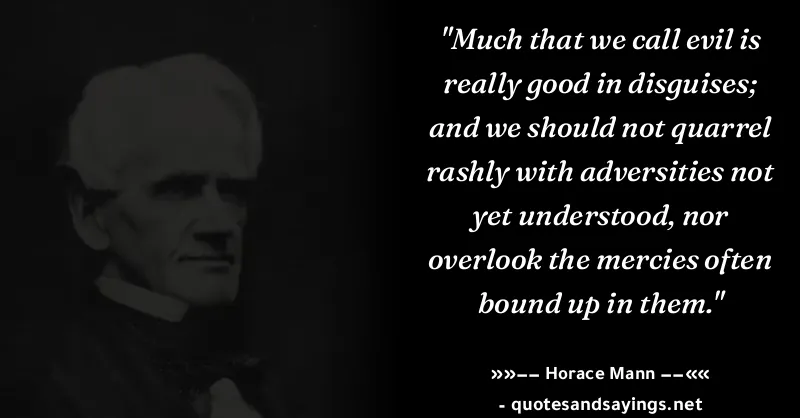 "Much that we call evil is
really good in disguises;
and we should not quarrel
rashly with adversities not
yet understood, nor
overlook the mercies often
bound up in them."
»»−− Horace Mann −−««
- quotesandsayings.net